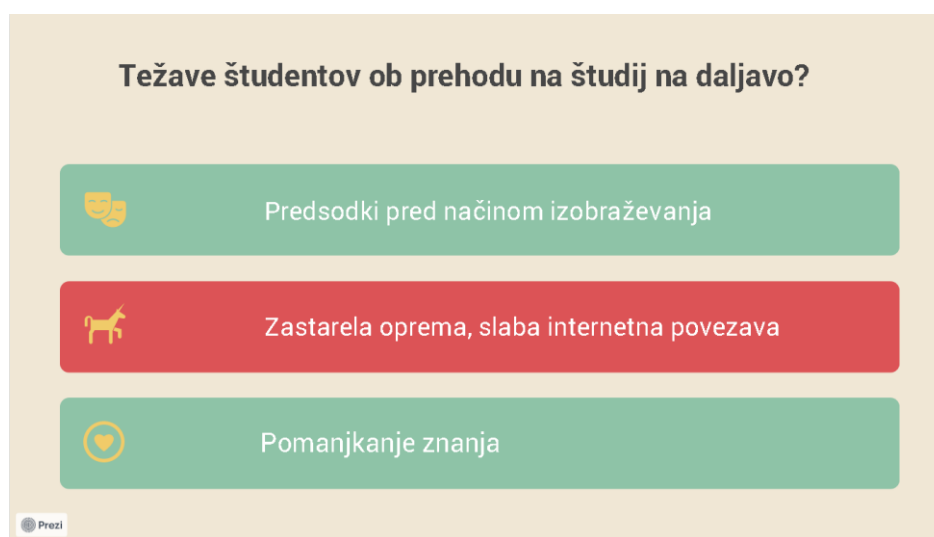 Težave študentov ob prehodu na študij na daljavo?
Predsodki pred načinom izobraževanja
Zastarela oprema, slaba internetna povezava
Pomanjkanje znanja
Prezi